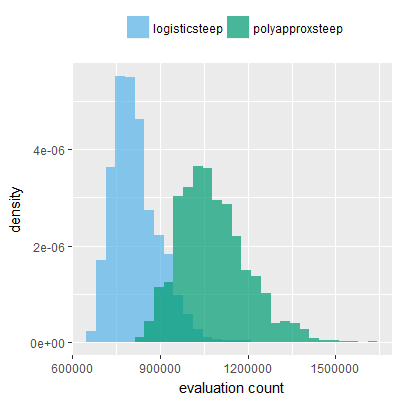 logisticsteep polyapproxsteep
density
4e-06
2e-06
0e+00
600000 900000 1200000 1500000
evaluation count